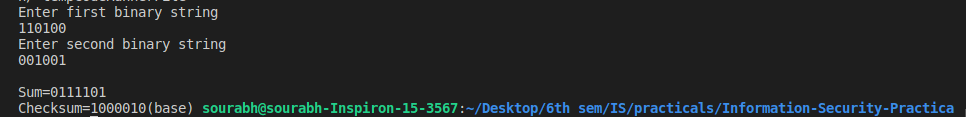 Enter first binary string
110100
Enter second binary string
001001
Sum=0111101
Checksum=1000010(base) sourabh@sourabh-Inspiron-15-3567:~/Desktop/6th sem/IS/practicals/Information-Security-Practica